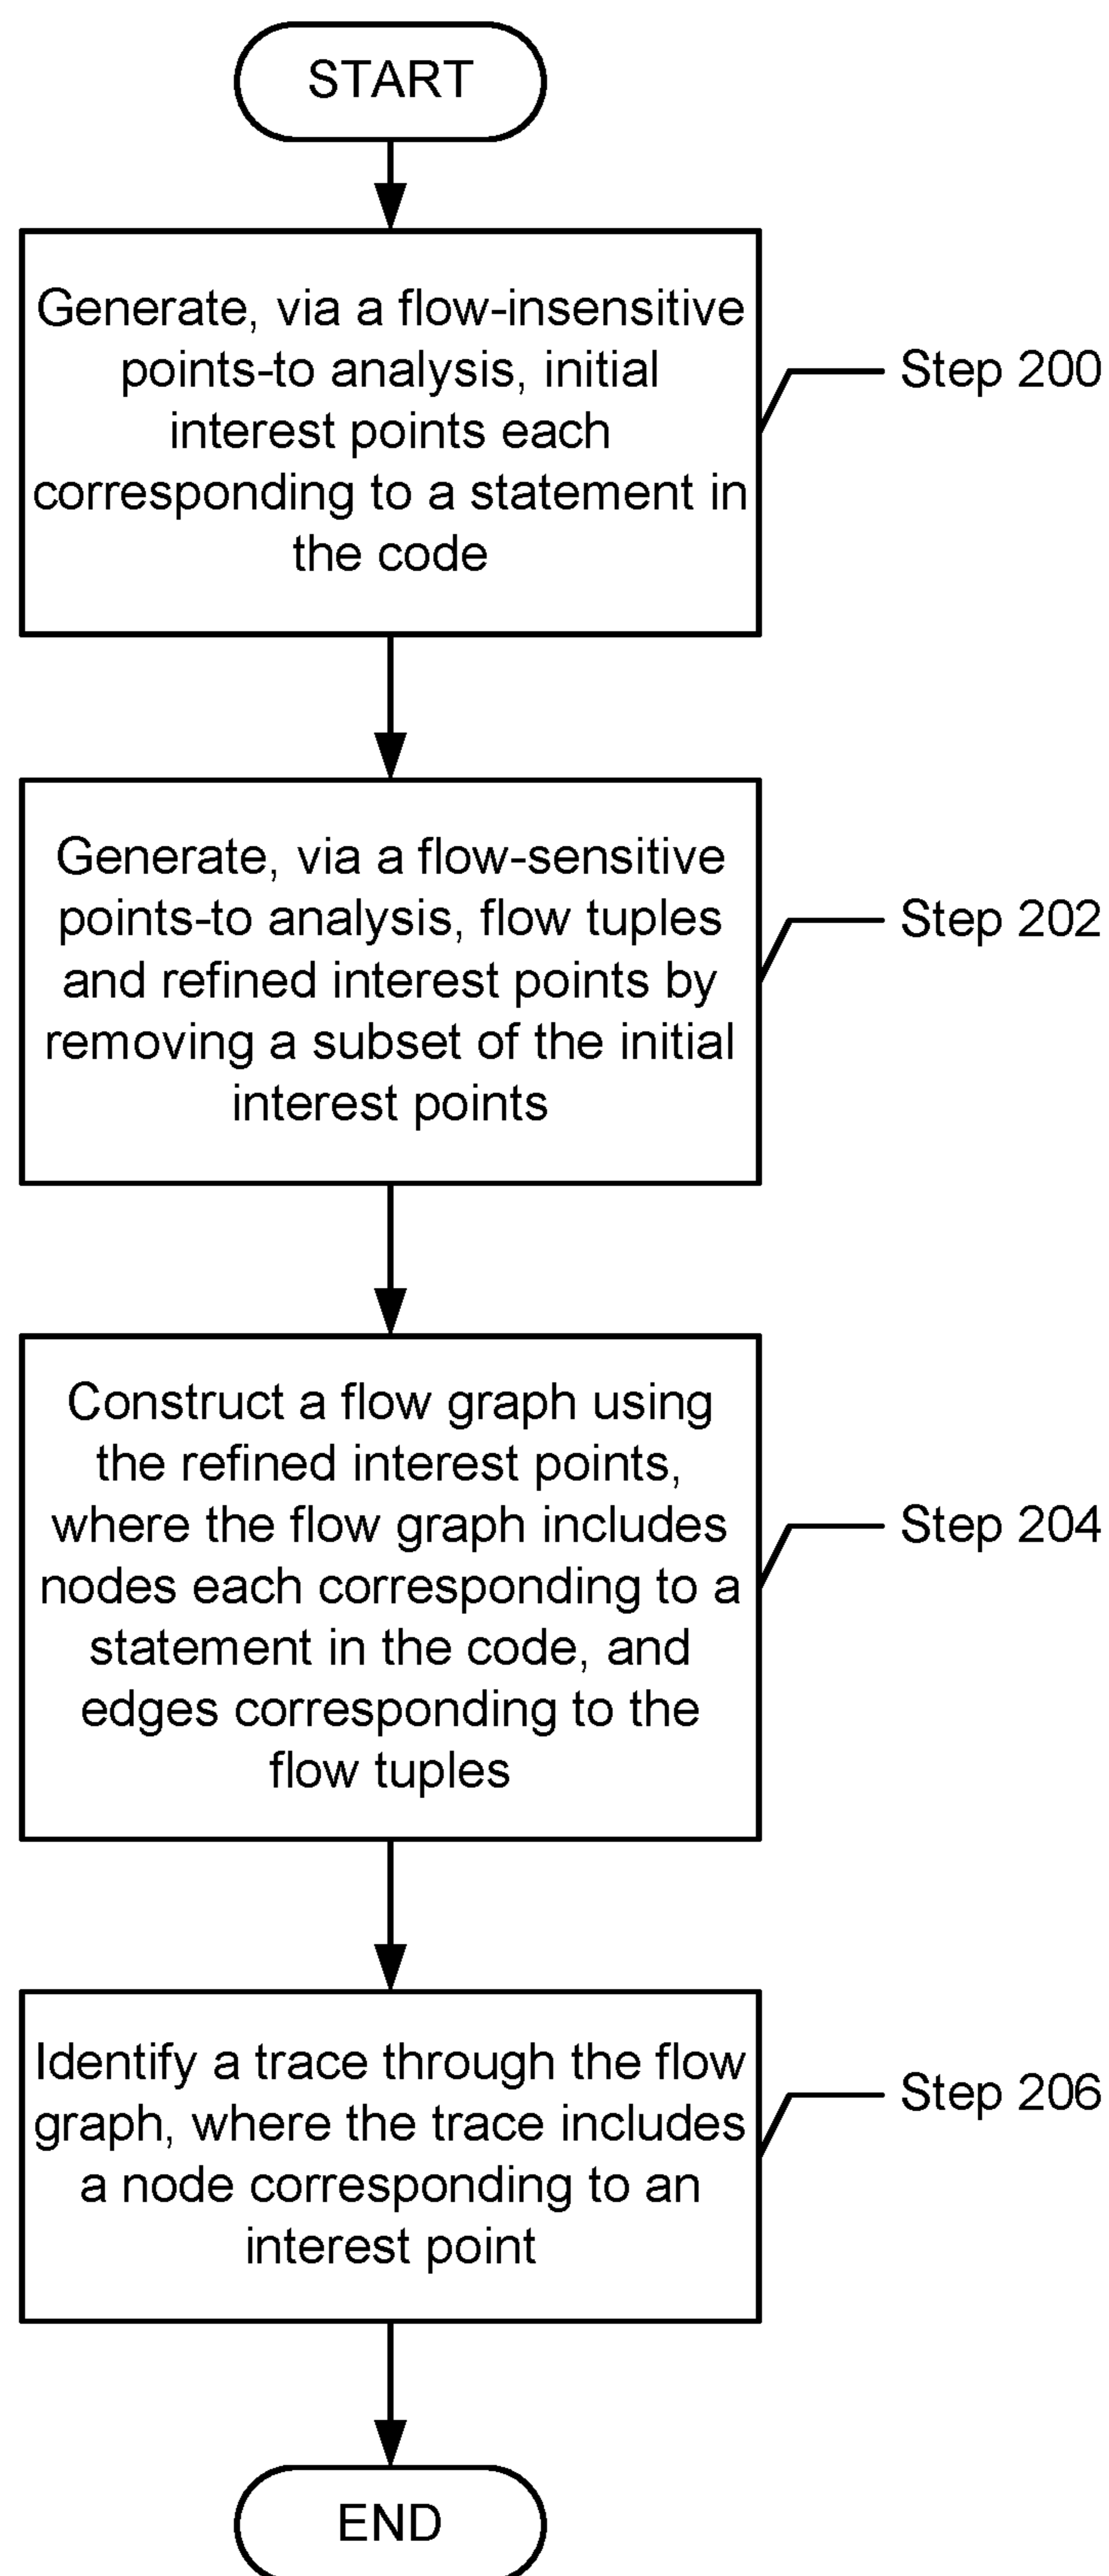 START
Generate, via a flow-insensitive
points-to analysis, initial
interest points each
corresponding to a statement in
the code
Step 200
Generate, via a flow-sensitive
points-to analysis, flow tuples
and refined interest points by
removing a subset of the initial
interest points
Step 202
Construct a flow graph using
the refined interest points,
where the flow graph includes
nodes each corresponding to a
statement in the code, and
edges corresponding to the
flow tuples
Step 204
Identify a trace through the flow
graph, where the trace includes
a node corresponding to an
interest point
Step 206
END